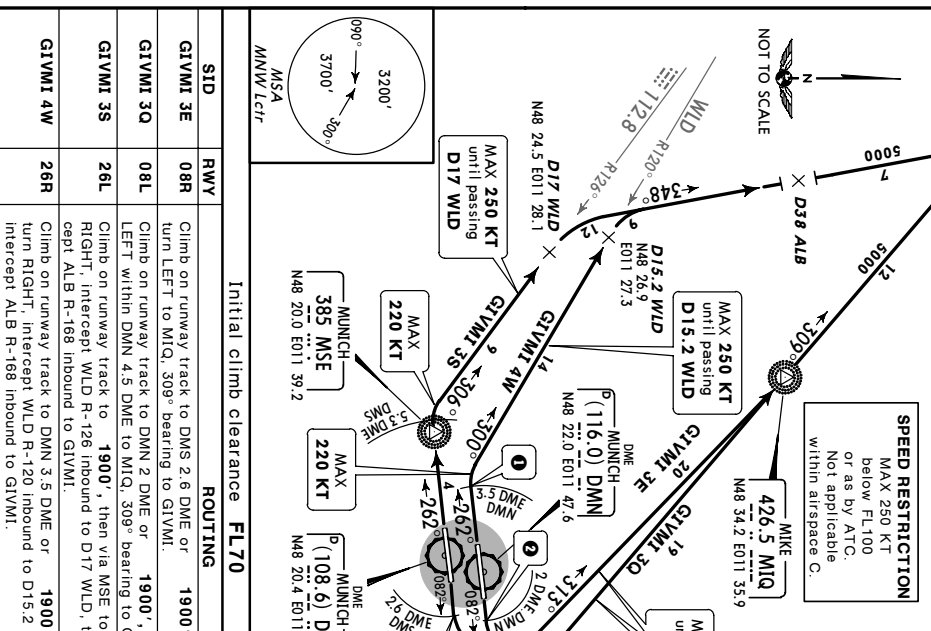 NOT TO SCALE
N
5000
7
D38 ALB
5000
12
309°
348°
WLD
112.8
R120°
R126°
9
12
D17 WLD
N48 24.5 E011 28.1
D15.2 WLD
N48 26.9
E011 27.3
MAX 250 KT
until passing
D17 WLD
MAX 250 KT
until passing
D15.2 WLD
SPEED RESTRICTION
MAX 250 KT
below FL100
or as by ATC.
Not applicable
within airspace C.
MIKE
426.5 MIQ
N48 34.2 E011 35.9
GIVMI 3S
9
306°
GIVMI 4W
14
300°
GIVMI 3E
20
GIVMI 3Q
19
313°
MAX
220 KT
MAX
220 KT
MUNICH
385 MSE
N48 20.0 E011 39.2
5.3 DME
DMS
DME
MUNICH
D (116.0) DMN
N48 22.0 E011 47.6
1
2
3.5 DME
DMN
2 DME DMN
2.6 DME
DMS
4
262°
262°
082°
082°
DME
MUNICH
(108.6) D
N48 20.4 E011
MSA
MNW Lctr
090°
300°
3200'
3700'
Initial climb clearance FL70
SID RWY ROUTING
GIVMI 3E 08R Climb on runway track to DMS 2.6 DME or 1900
turn LEFT to MIQ, 309° bearing to GIVMI.
GIVMI 3Q 08L Climb on runway track to DMN 2 DME or 1900',
LEFT within DMN 4.5 DME to MIQ, 309° bearing to G
GIVMI 3S 26L Climb on runway track to 1900', then via MSE to
RIGHT, intercept WLD R-126 inbound to D17 WLD, t
cept ALB R-168 inbound to GIVMI.
GIVMI 4W 26R Climb on runway track to DMN 3.5 DME or 1900
turn RIGHT, intercept WLD R-120 inbound to D15.2
intercept ALB R-168 inbound to GIVMI.